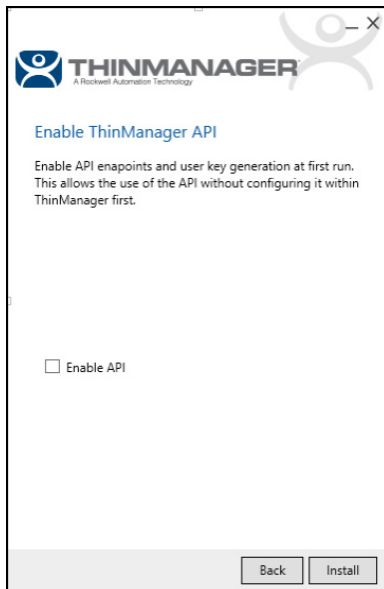 THINMANAGER
A Rockwell Automation Technology
Enable ThinManager API
Enable API enapoints and user key generation at first run.
This allows the use of the API without configuring it within
ThinManager first.
Enable API
Back Install